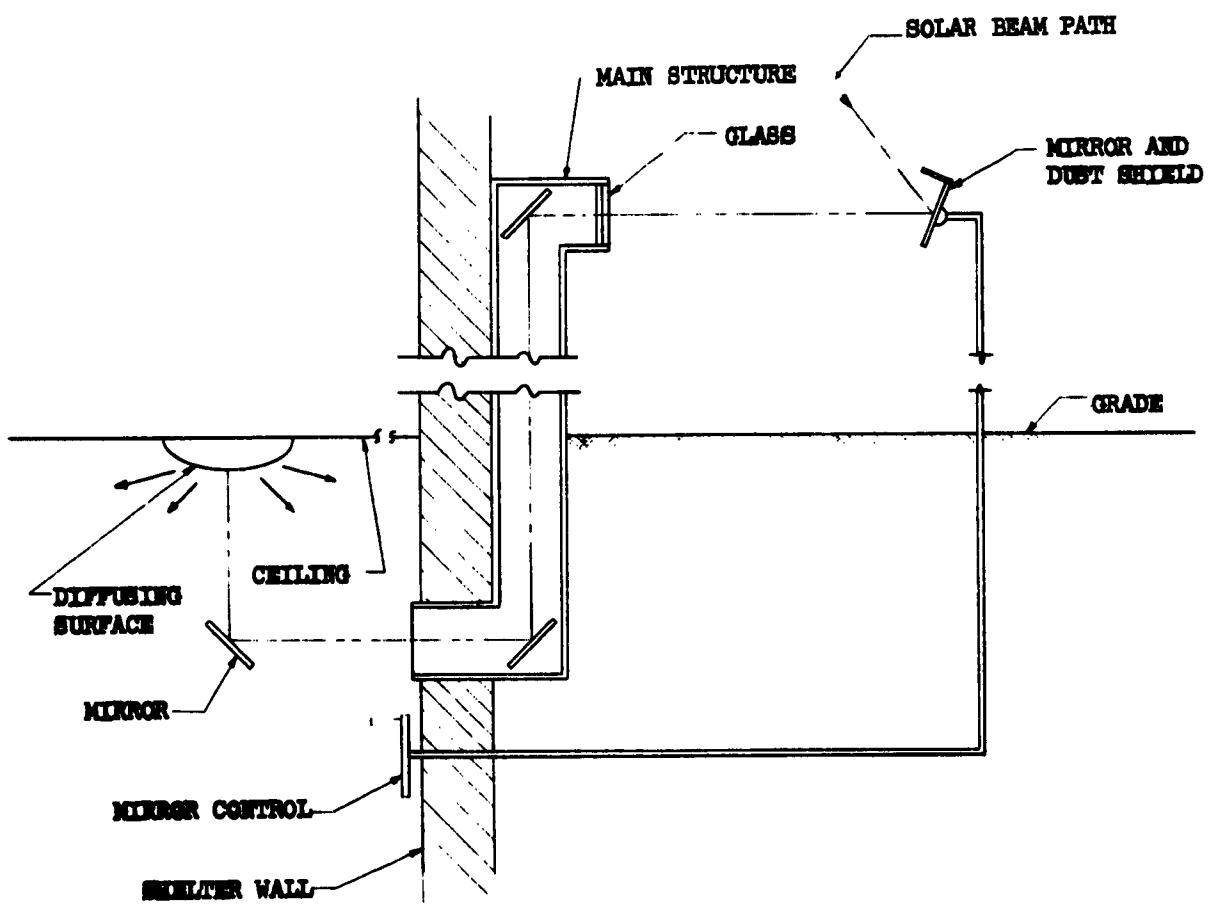 SOLAR BEAM PATH
MAIN STRUCTURE
GLASS
MIRROR AND
DUST SHIELD
GRADE
CEILING
DIFFUSING
SURFACE
MIRROR
MIRROR CONTROL
SHELTER WALL